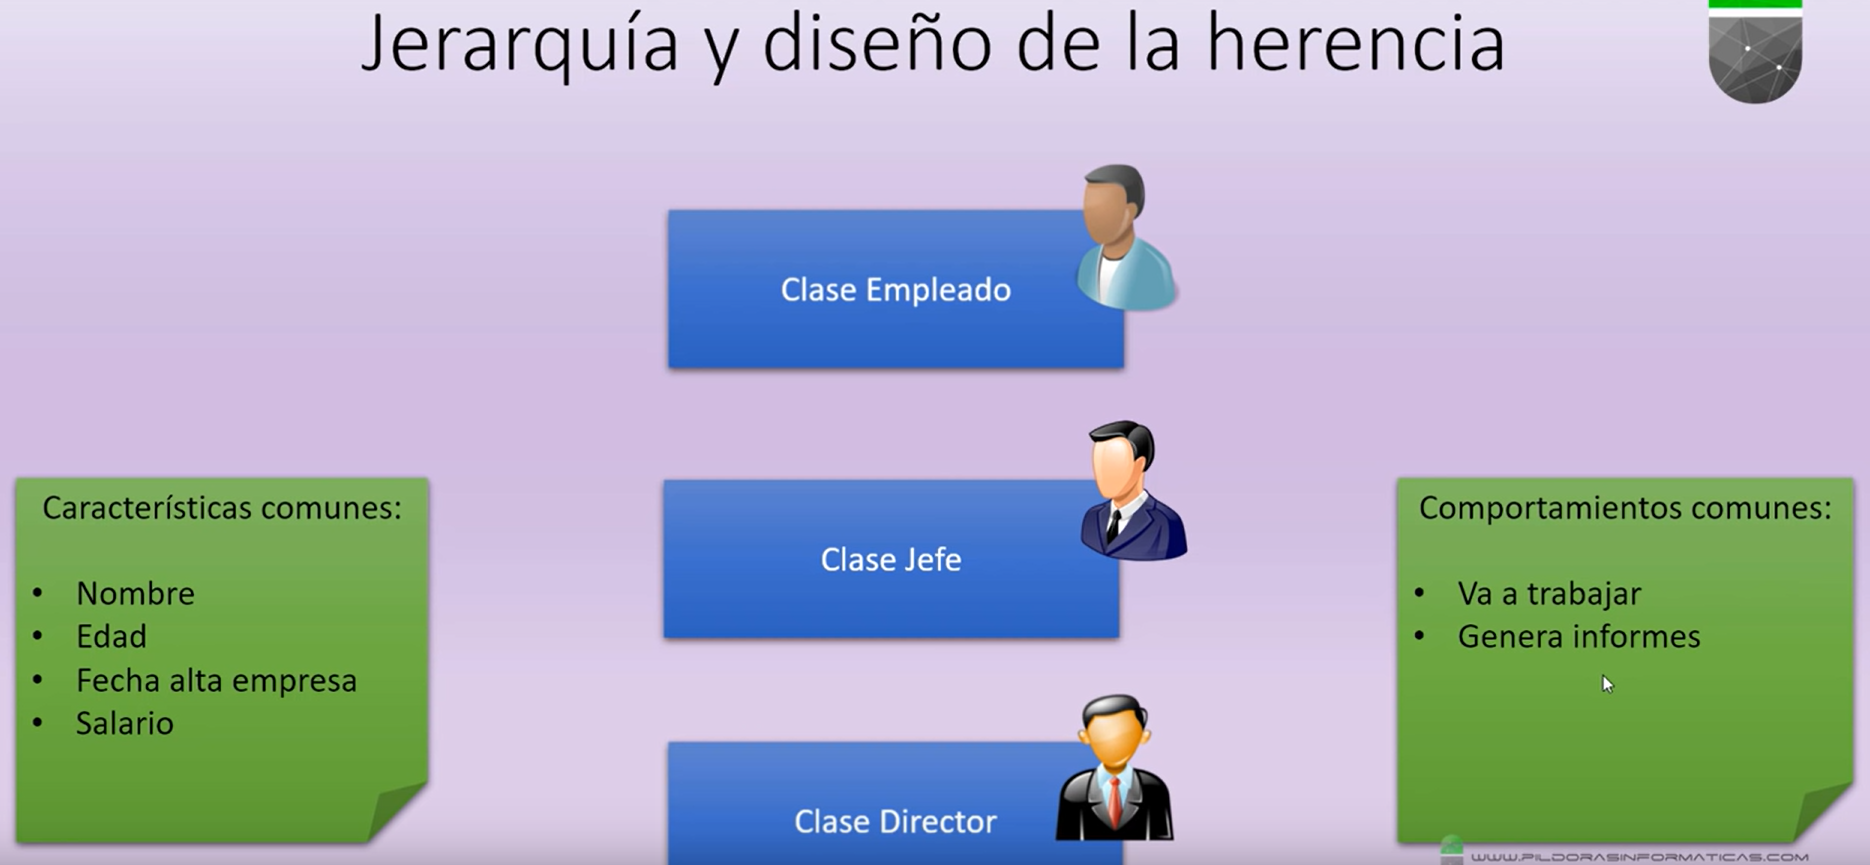 Jerarquía y diseño de la herencia
Clase Empleado
Clase Jefe
Clase Director
Características comunes:
• Nombre
• Edad
• Fecha alta empresa
• Salario
Comportamientos comunes:
• Va a trabajar
• Genera informes
WWW.PILDORASINFORMATICAS.COM